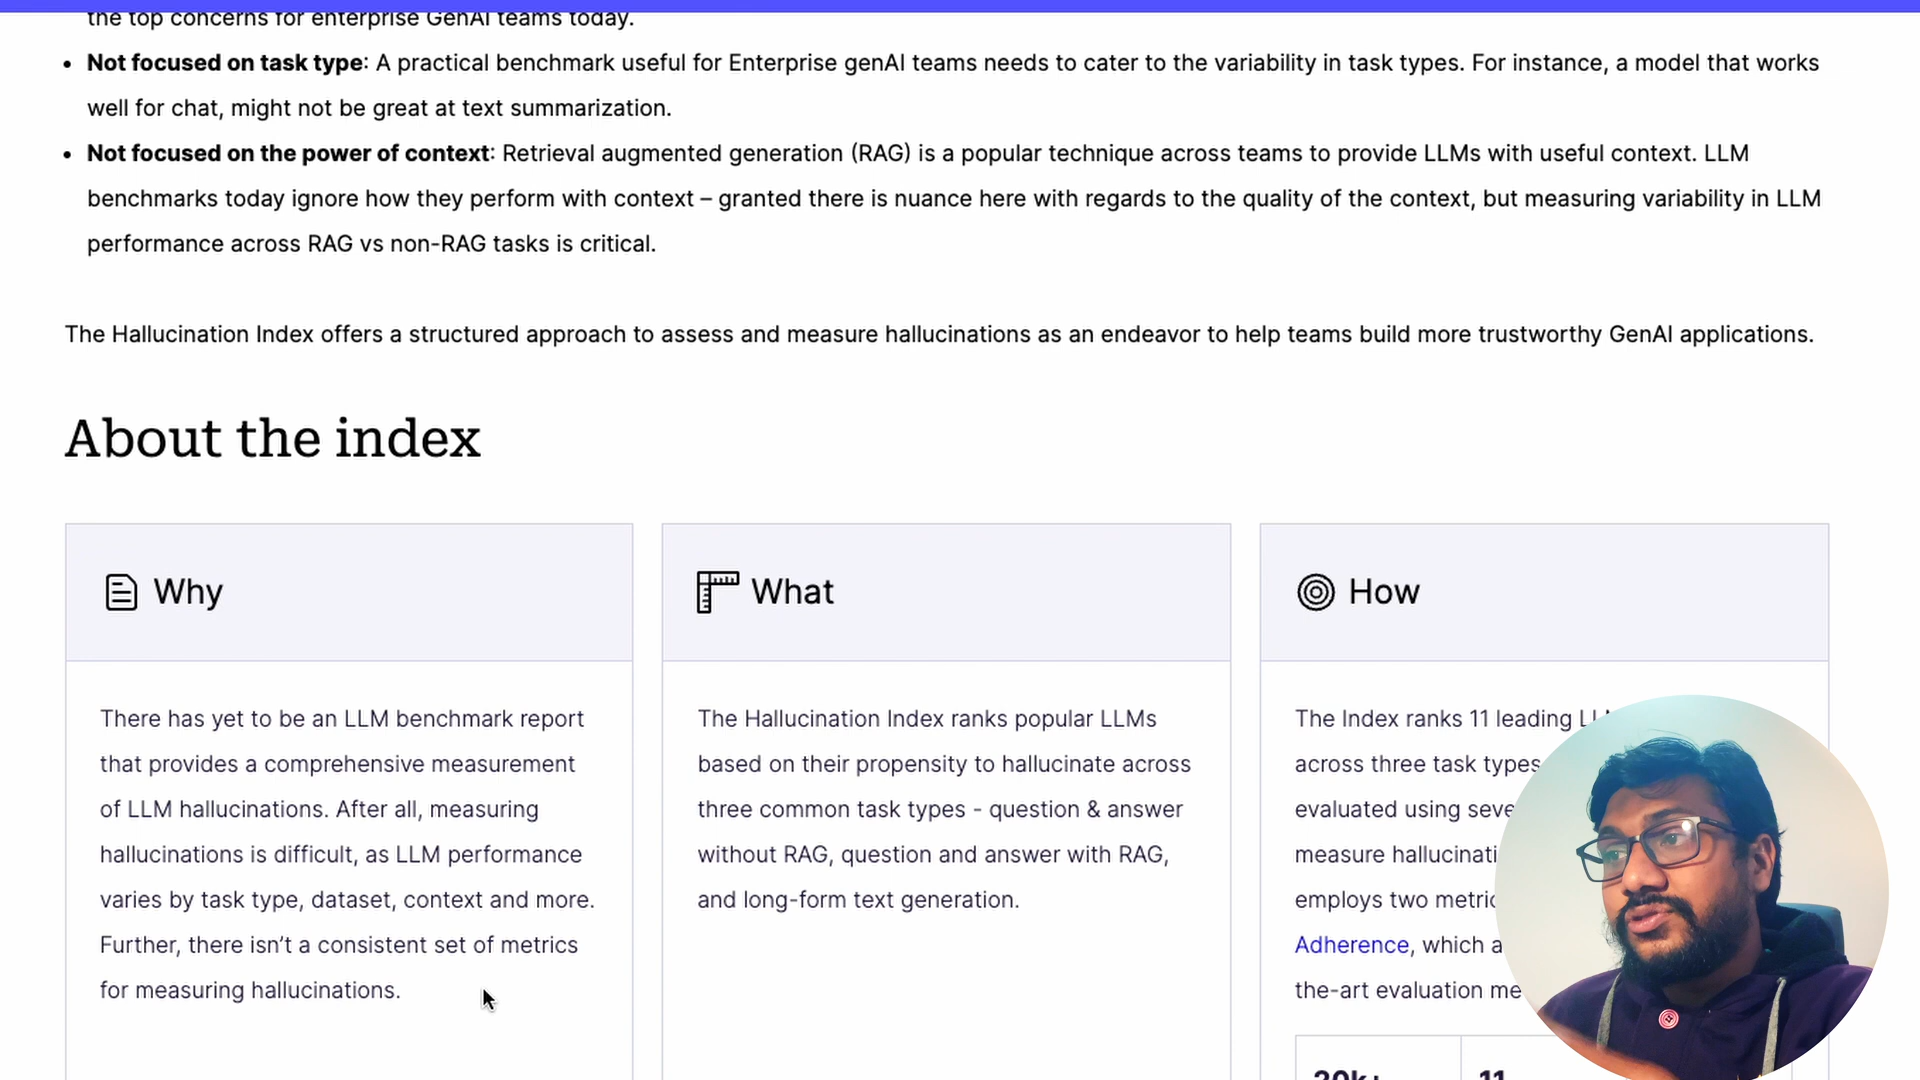 the top concerns for enterprise GenAI teams today.
• Not focused on task type: A practical benchmark useful for Enterprise genAI teams needs to cater to the variability in task types. For instance, a model that works
well for chat, might not be great at text summarization.
• Not focused on the power of context: Retrieval augmented generation (RAG) is a popular technique across teams to provide LLMs with useful context. LLM
benchmarks today ignore how they perform with context – granted there is nuance here with regards to the quality of the context, but measuring variability in LLM
performance across RAG vs non-RAG tasks is critical.
The Hallucination Index offers a structured approach to assess and measure hallucinations as an endeavor to help teams build more trustworthy GenAI applications.
About the index
Why
There has yet to be an LLM benchmark report
that provides a comprehensive measurement
of LLM hallucinations. After all, measuring
hallucinations is difficult, as LLM performance
varies by task type, dataset, context and more.
Further, there isn’t a consistent set of metrics
for measuring hallucinations.
What
The Hallucination Index ranks popular LLMs
based on their propensity to hallucinate across
three common task types - question & answer
without RAG, question and answer with RAG,
and long-form text generation.
How
The Index ranks 11 leading
across three task types
evaluated using
measure
employs two
Adherence, which
the-art evaluation
20k+ 11